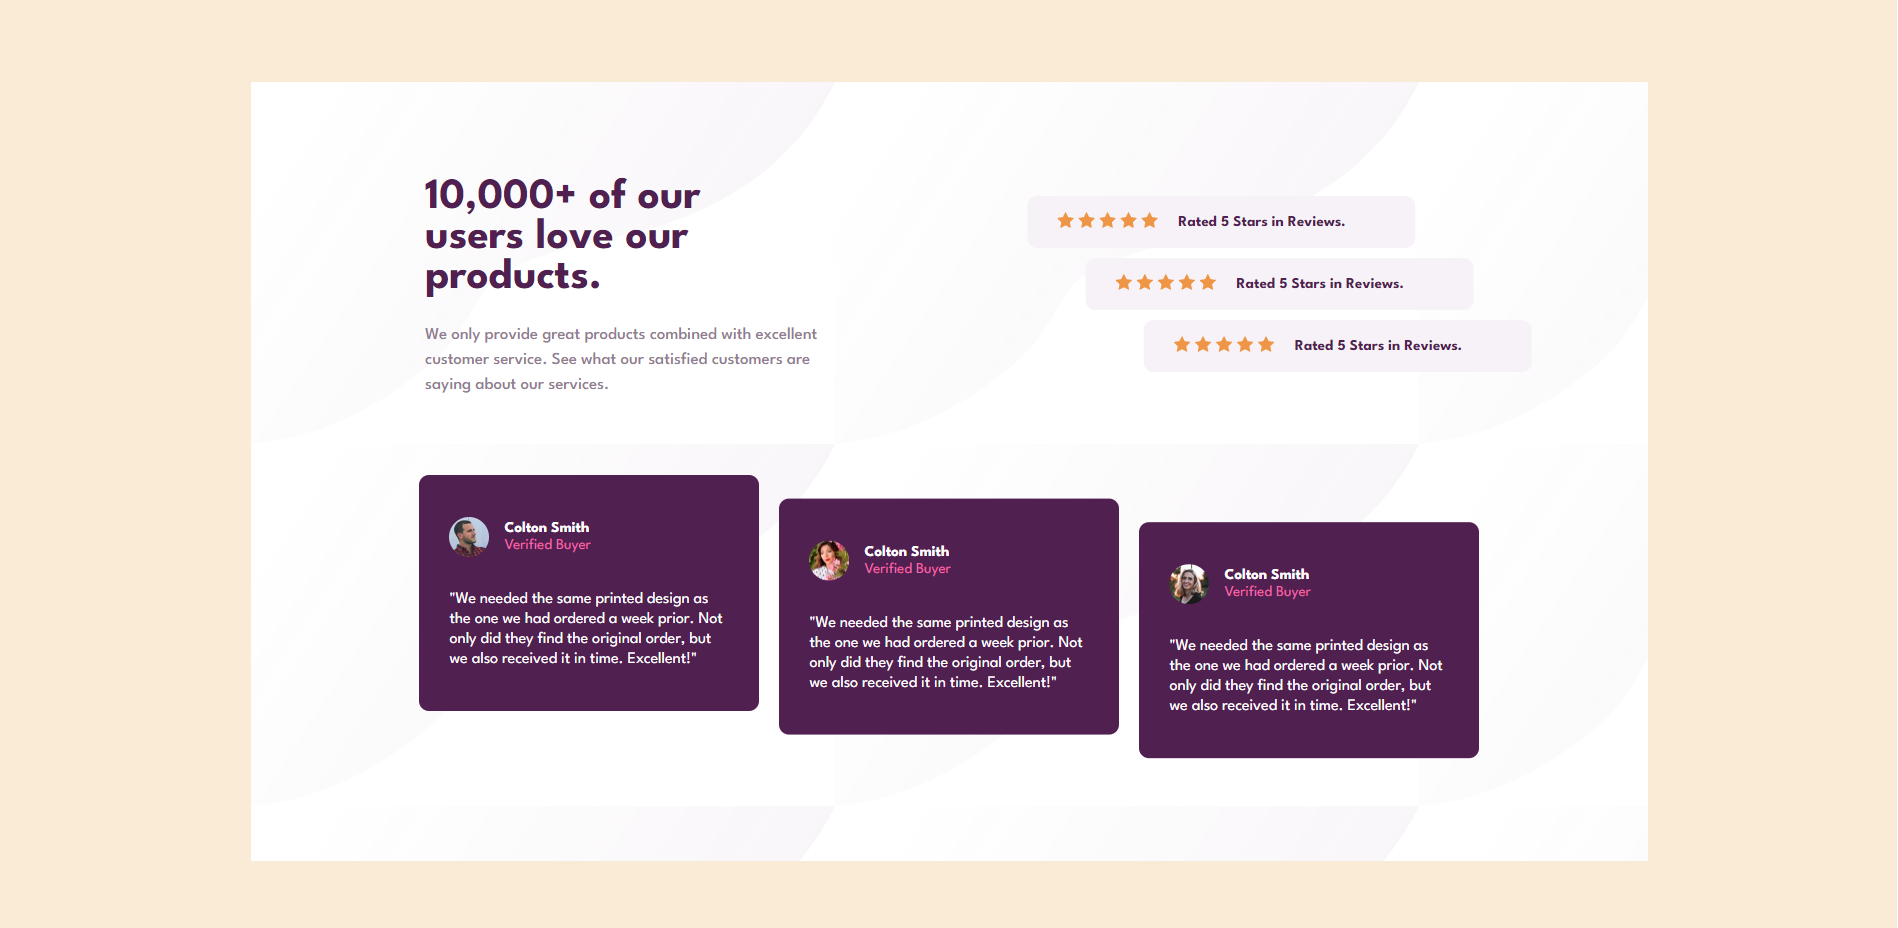 10,000+ of our
users love our
products.
We only provide great products combined with excellent
customer service. See what our satisfied customers are
saying about our services.
Rated 5 Stars in Reviews.
Rated 5 Stars in Reviews.
Rated 5 Stars in Reviews.
Colton Smith
Verified Buyer
"We needed the same printed design as
the one we had ordered a week prior. Not
only did they find the original order, but
we also received it in time. Excellent!"
Colton Smith
Verified Buyer
"We needed the same printed design as
the one we had ordered a week prior. Not
only did they find the original order, but
we also received it in time. Excellent!"
Colton Smith
Verified Buyer
"We needed the same printed design as
the one we had ordered a week prior. Not
only did they find the original order, but
we also received it in time. Excellent!"